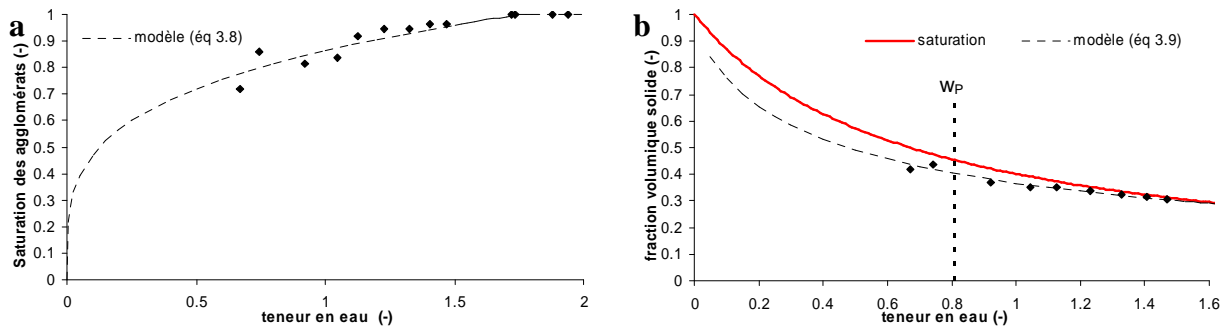 a
modèle (éq 3.8)
Saturation des agglomérats (-)
1
0.9
0.8
0.7
0.6
0.5
0.4
0.3
0.2
0.1
0
0 0.5 1 1.5 2
teneur en eau (-)
b
saturation modèle (éq 3.9)
wP
fraction volumique solide (-)
1
0.9
0.8
0.7
0.6
0.5
0.4
0.3
0.2
0.1
0
0 0.2 0.4 0.6 0.8 1 1.2 1.4 1.6
teneur en eau (-)